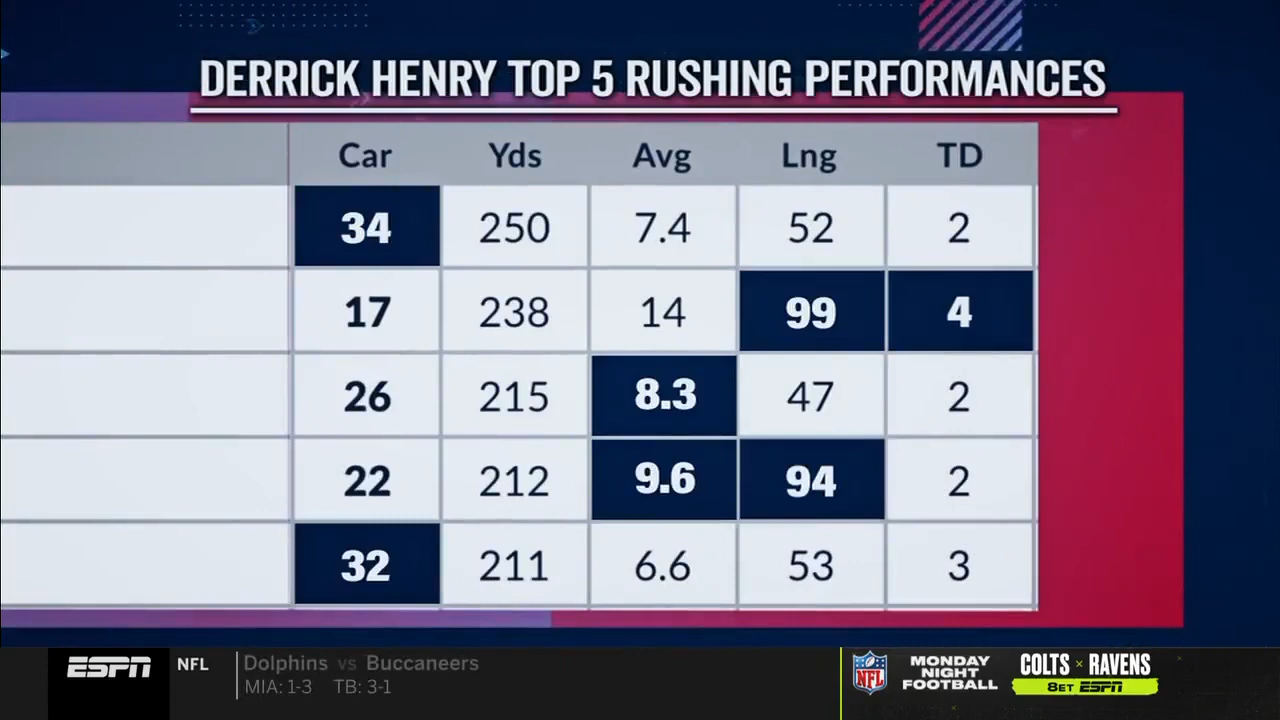 DERRICK HENRY TOP 5 RUSHING PERFORMANCES
Car Yds Avg Lng TD
34 250 7.4 52 2
17 238 14 99 4
26 215 8.3 47 2
22 212 9.6 94 2
32 211 6.6 53 3
ESPN NFL Dolphins vs Buccaneers
MIA: 1-3 TB: 3-1
NFL
MONDAY
NIGHT
FOOTBALL
COLTS × RAVENS
8ET ESPN